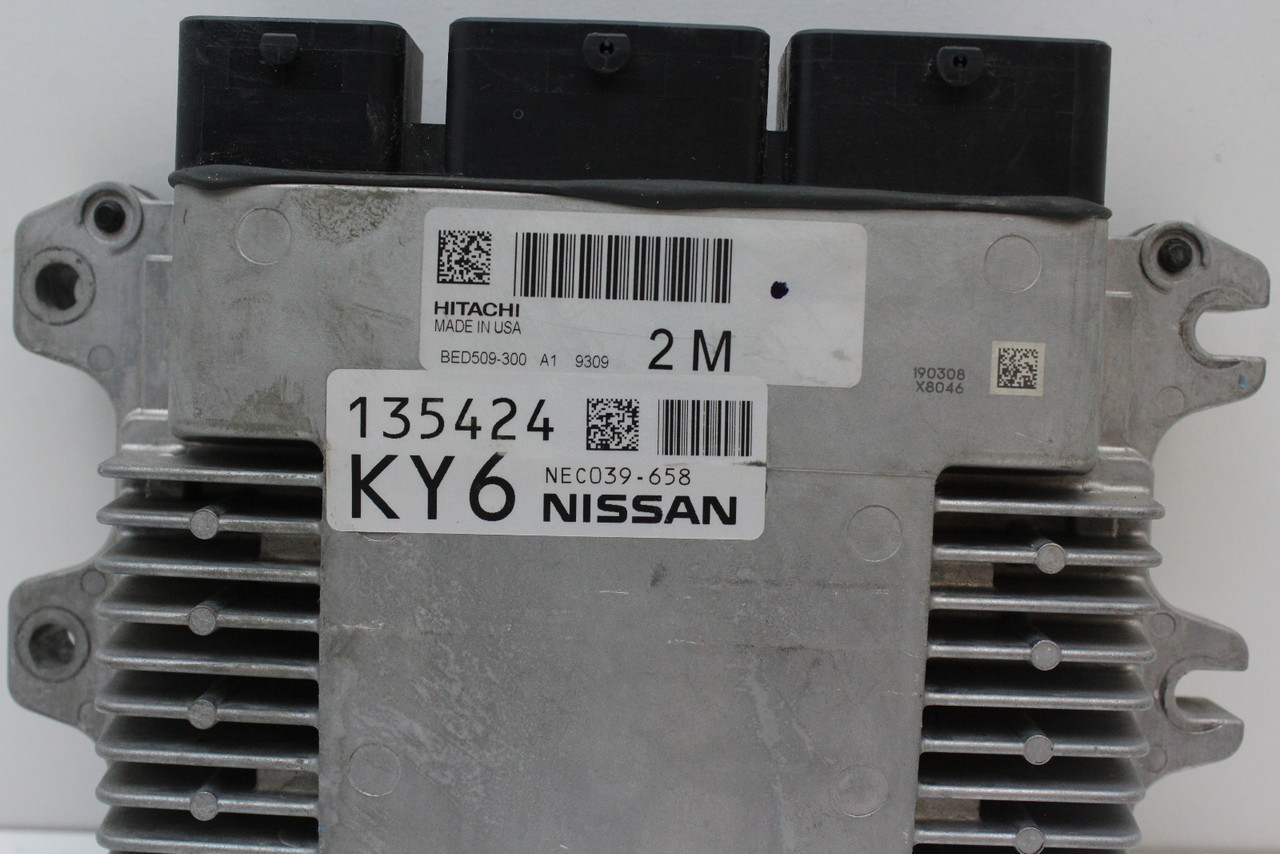 HITACHI
MADE IN USA
BED509-300 A1 9309 2 M
190308
X8046
135424
KY6 NEC039-658
NISSAN